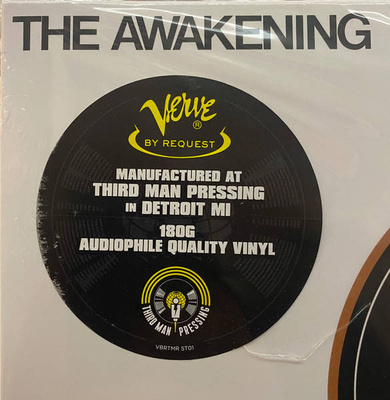 THE AWAKENING
Verve®
BY REQUEST
MANUFACTURED AT
THIRD MAN PRESSING
IN DETROIT MI
180G
AUDIOPHILE QUALITY VINYL
THIRD MAN PRESSING
VBRTMR ST01